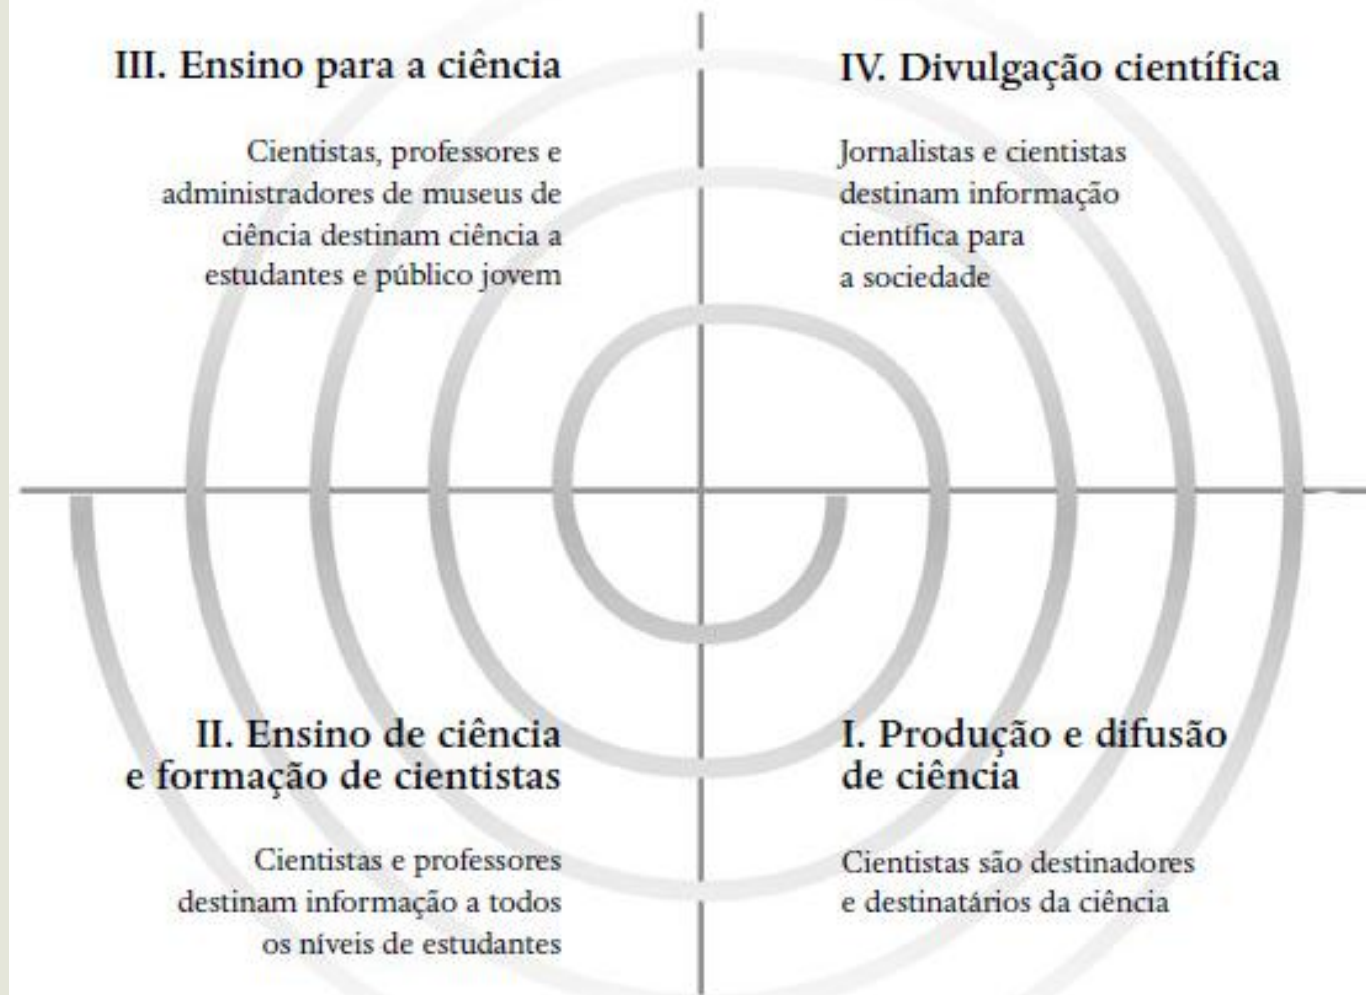 III. Ensino para a ciência
Cientistas, professores e
administradores de museus de
ciência destinam ciência a
estudantes e público jovem
IV. Divulgação científica
Jornalistas e cientistas
destinam informação
científica para
a sociedade
II. Ensino de ciência
e formação de cientistas
Cientistas e professores
destinam informação a todos
os níveis de estudantes
I. Produção e difusão
de ciência
Cientistas são destinadores
e destinatários da ciência